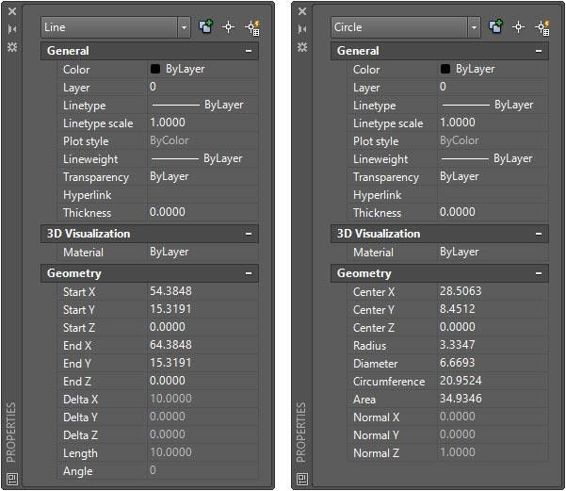 Line
General
Color ByLayer
Layer 0
Linetype ByLayer
Linetype scale 1.0000
Plot style ByColor
Lineweight ByLayer
Transparency ByLayer
Hyperlink
Thickness 0.0000
3D Visualization
Material ByLayer
Geometry
Start X 54.3848
Start Y 15.3191
Start Z 0.0000
End X 64.3848
End Y 15.3191
End Z 0.0000
Delta X 10.0000
Delta Y 0.0000
Delta Z 0.0000
Length 10.0000
Angle 0
PROPERTIES
Circle
General
Color ByLayer
Layer 0
Linetype ByLayer
Linetype scale 1.0000
Plot style ByColor
Lineweight ByLayer
Transparency ByLayer
Hyperlink
Thickness 0.0000
3D Visualization
Material ByLayer
Geometry
Center X 28.5063
Center Y 8.4512
Center Z 0.0000
Radius 3.3347
Diameter 6.6693
Circumference 20.9524
Area 34.9346
Normal X 0.0000
Normal Y 0.0000
Normal Z 1.0000
PROPERTIES